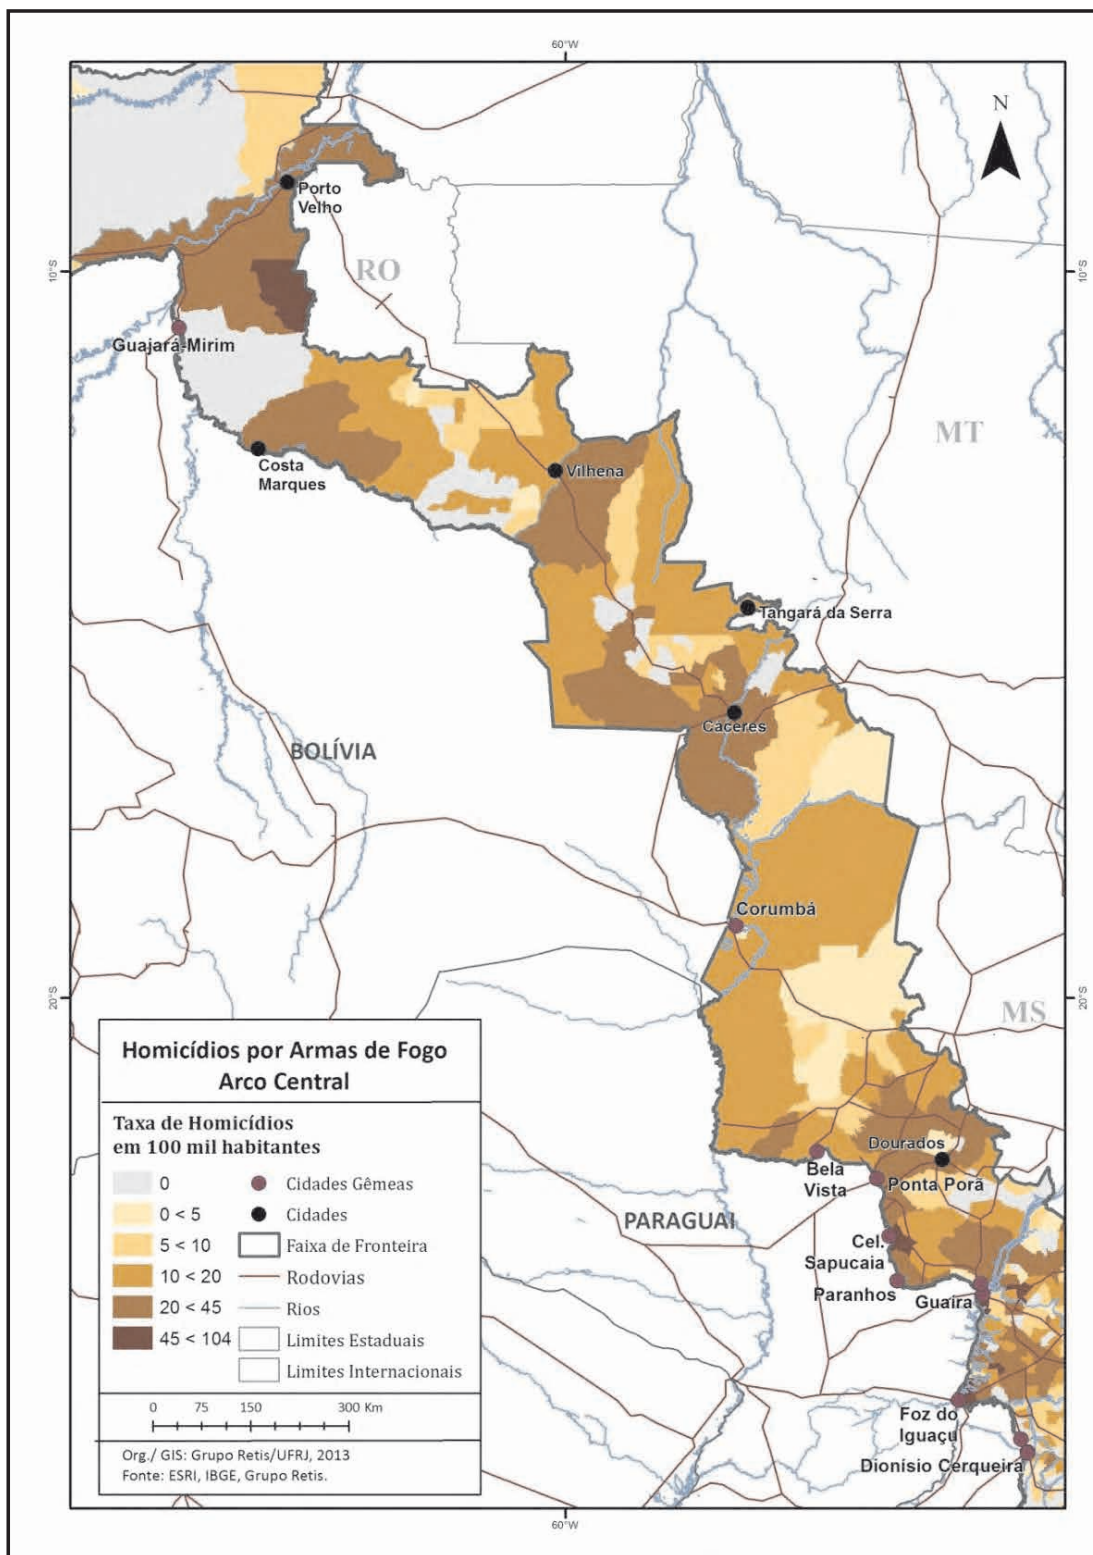 60°W
N
Porto
Velho
10°S
RO
10°S
Guajará-Mirim
MT
Costa
Marques
Vilhena
Tangará da Serra
Cáceres
BOLÍVIA
Corumbá
20°S
20°S
MS
Dourados
Bela
Vista
Ponta Porã
PARAGUAI
Cel.
Sapucaia
Paranhos
Guaíra
Foz do
Iguaçu
Dionísio Cerqueira
Homicídios por Armas de Fogo
Arco Central
Taxa de Homicídios
em 100 mil habitantes
0
Cidades Gêmeas
0 < 5
Cidades
5 < 10
Faixa de Fronteira
10 < 20
Rodovias
20 < 45
Rios
45 < 104
Limites Estaduais
Limites Internacionais
0 75 150 300 Km
Org./ GIS: Grupo Retis/UFRJ, 2013
Fonte: ESRI, IBGE, Grupo Retis.
60°W